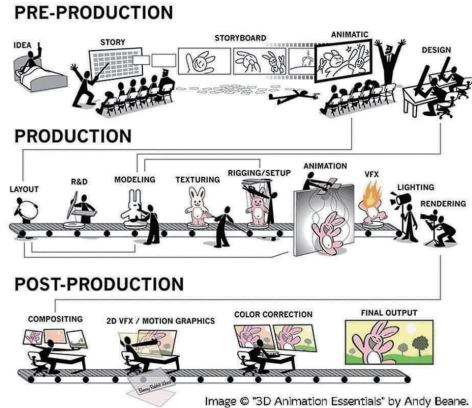 PRE-PRODUCTION
IDEA
STORY
STORYBOARD
ANIMATIC
DESIGN
PRODUCTION
LAYOUT
R&D
MODELING
TEXTURING
RIGGING/SETUP
ANIMATION
VFX
LIGHTING
RENDERING
POST-PRODUCTION
COMPOSITING
2D VFX / MOTION GRAPHICS
COLOR CORRECTION
FINAL OUTPUT
Image © "3D Animation Essentials" by Andy Beane.